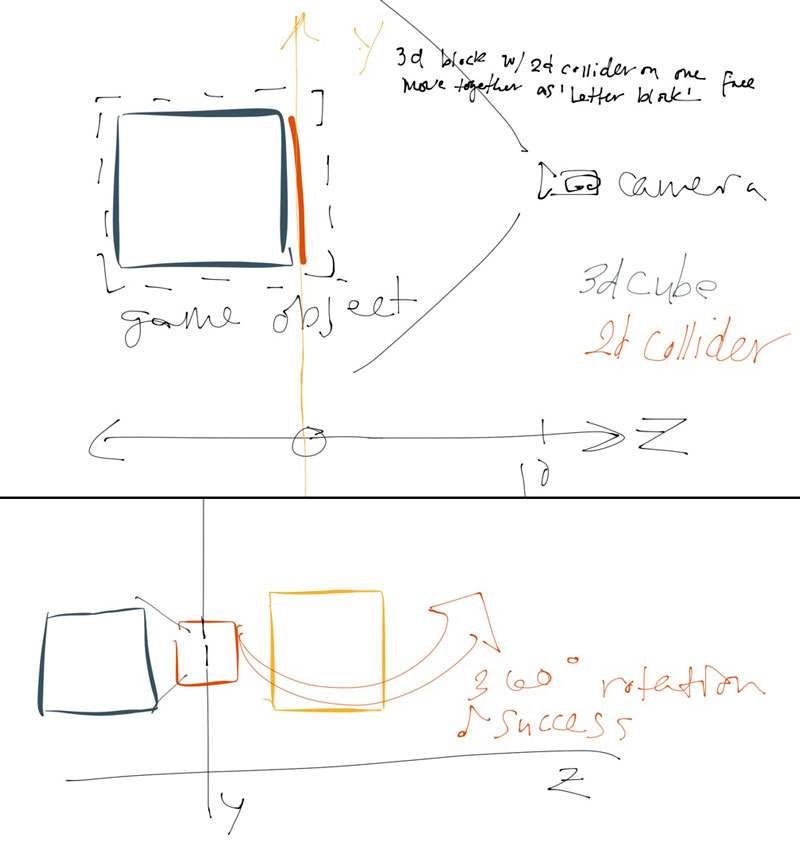 Y
3d block w/ 2d collider on one face
Move together as 'Letter block'
camera
3d cube
2d collider
game object
Z
10
360° rotation
♪ success
Z
y